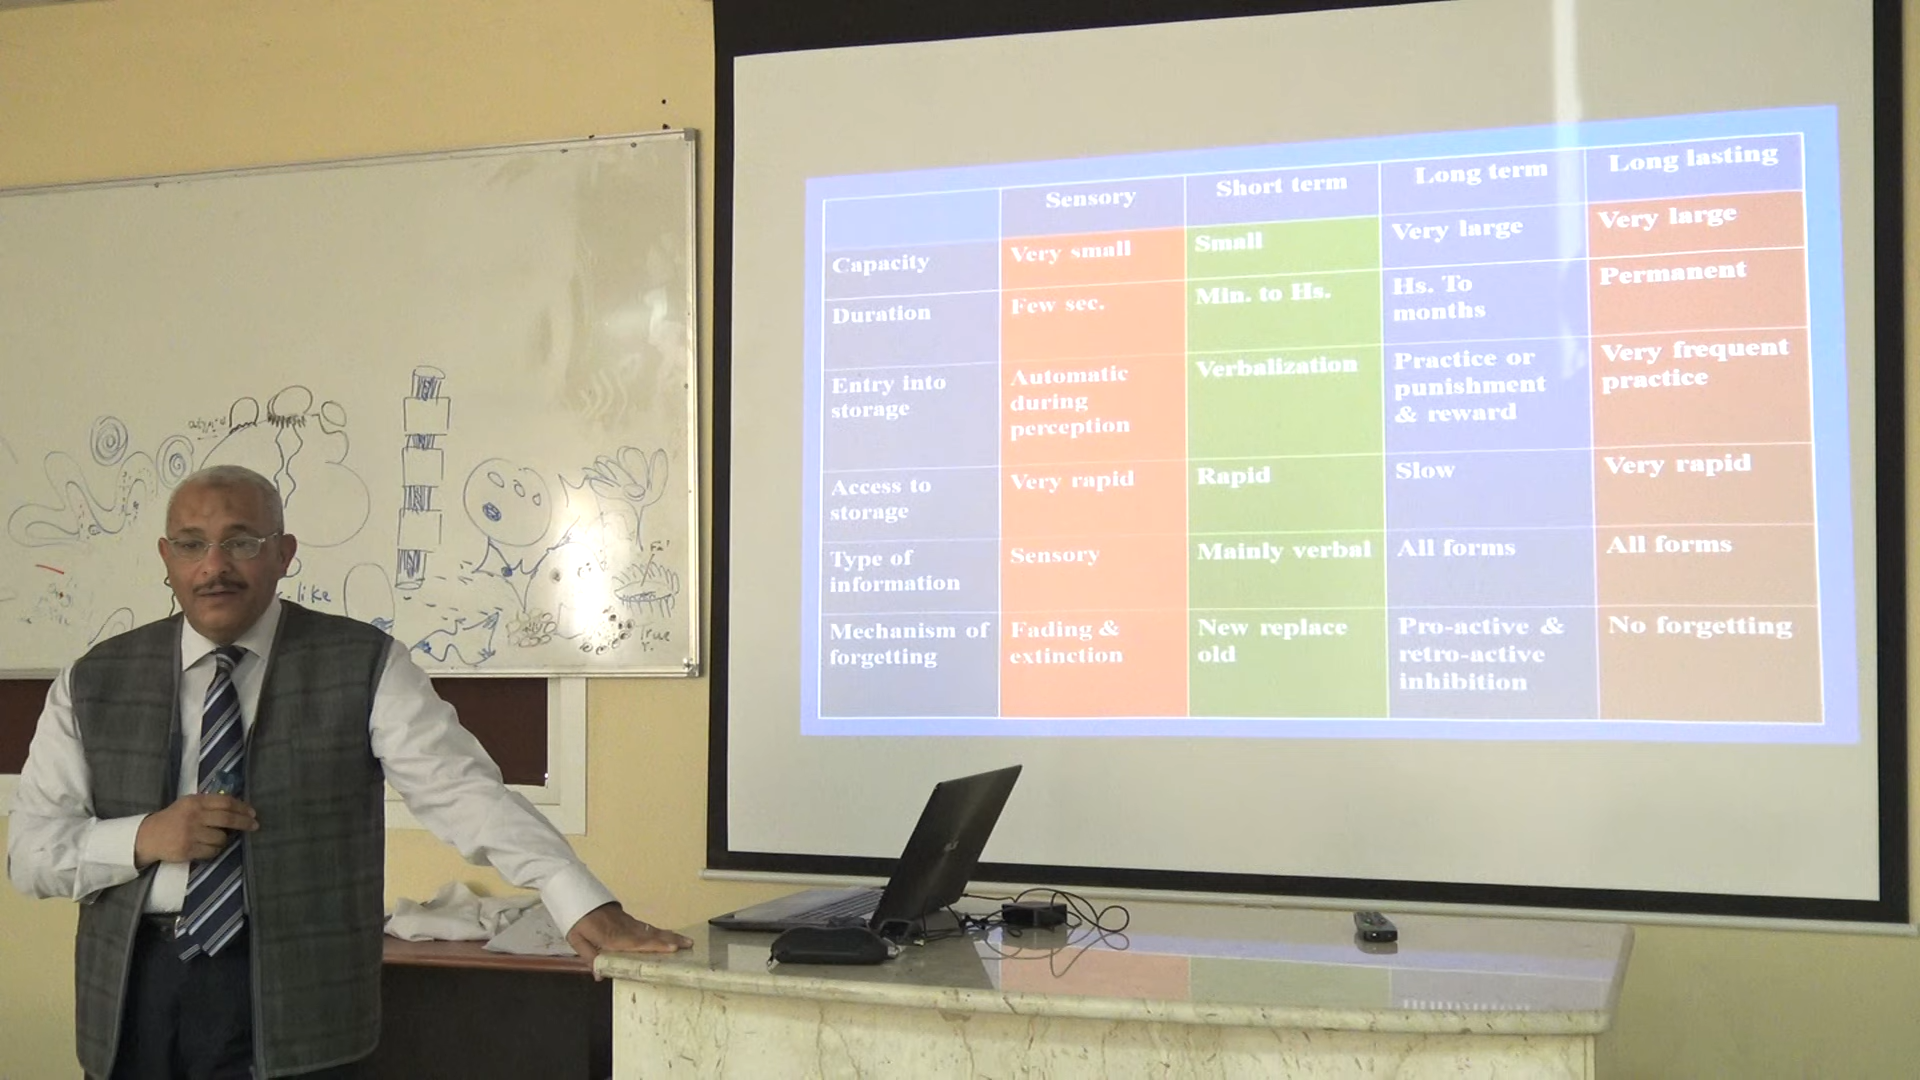 Sensory Short term Long term Long lasting
Capacity Very small Small Very large Very large
Duration Few sec. Min. to Hs. Hs. To
months Permanent
Entry into
storage Automatic
during
perception Verbalization Practice or
punishment
& reward Very frequent
practice
Access to
storage Very rapid Rapid Slow Very rapid
Type of
information Sensory Mainly verbal All forms All forms
Mechanism of
forgetting Fading &
extinction New replace
old Pro-active &
retro-active
inhibition No forgetting
like
True